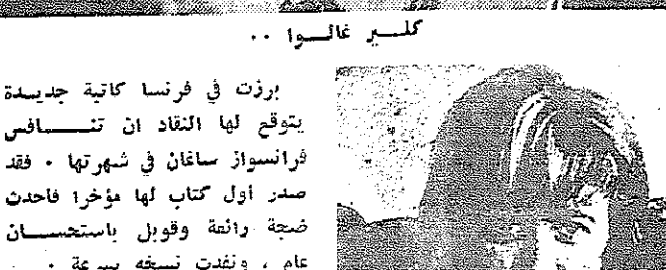 كلير غالوا ..
برزت في فرنسا كاتبة جديدة
يتوقع لها النقاد ان تنافس
فرانسواز ساغان في شهرتها . فقد
صدر اول كتاب لها مؤخرا فاحدث
ضجة رائعة وقوبل باستحسان
عام ، ونفدت نسخه بسرعة .